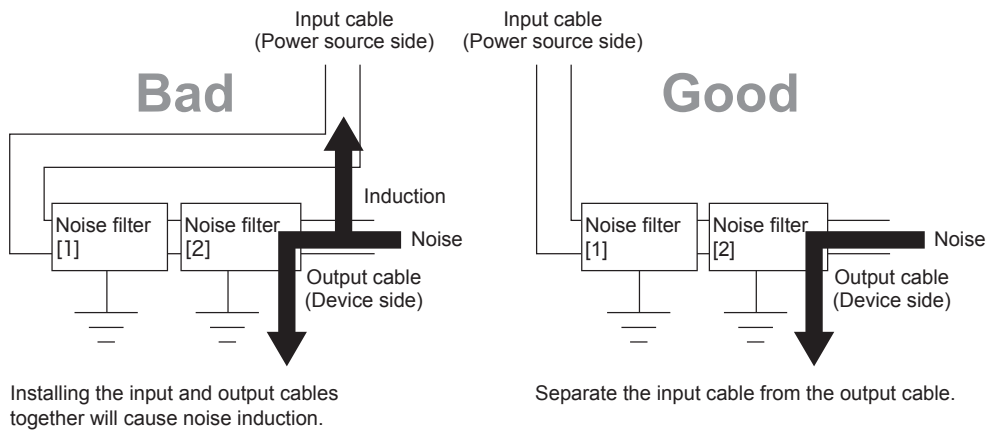 Input cable
(Power source side)
Bad
Induction
Noise filter
[1]
Noise filter
[2]
Noise
Output cable
(Device side)
Installing the input and output cables
together will cause noise induction.
Input cable
(Power source side)
Good
Noise filter
[1]
Noise filter
[2]
Noise
Output cable
(Device side)
Separate the input cable from the output cable.